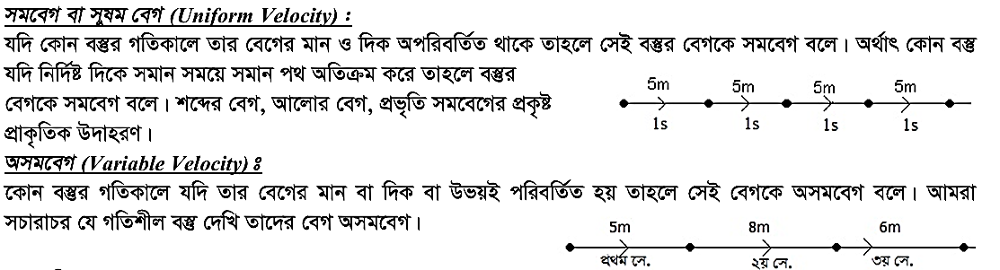 সমবেগ বা সুষম বেগ (Uniform Velocity) :
যদি কোন বস্তুর গতিকালে তার বেগের মান ও দিক অপরিবর্তিত থাকে তাহলে সেই বস্তুর বেগকে সমবেগ বলে। অর্থাৎ কোন বস্তু
যদি নির্দিষ্ট দিকে সমান সময়ে সমান পথ অতিক্রম করে তাহলে বস্তুর
বেগকে সমবেগ বলে। শব্দের বেগ, আলোর বেগ, প্রভৃতি সমবেগের প্রকৃষ্ট
প্রাকৃতিক উদাহরণ।
5m 5m 5m 5m
1s 1s 1s 1s
অসমবেগ (Variable Velocity) ঃ
কোন বস্তুর গতিকালে যদি তার বেগের মান বা দিক বা উভয়ই পরিবর্তিত হয় তাহলে সেই বেগকে অসমবেগ বলে। আমরা
সচারাচর যে গতিশীল বস্তু দেখি তাদের বেগ অসমবেগ।
5m 8m 6m
প্রথম সে. ২য় সে. ৩য় সে.